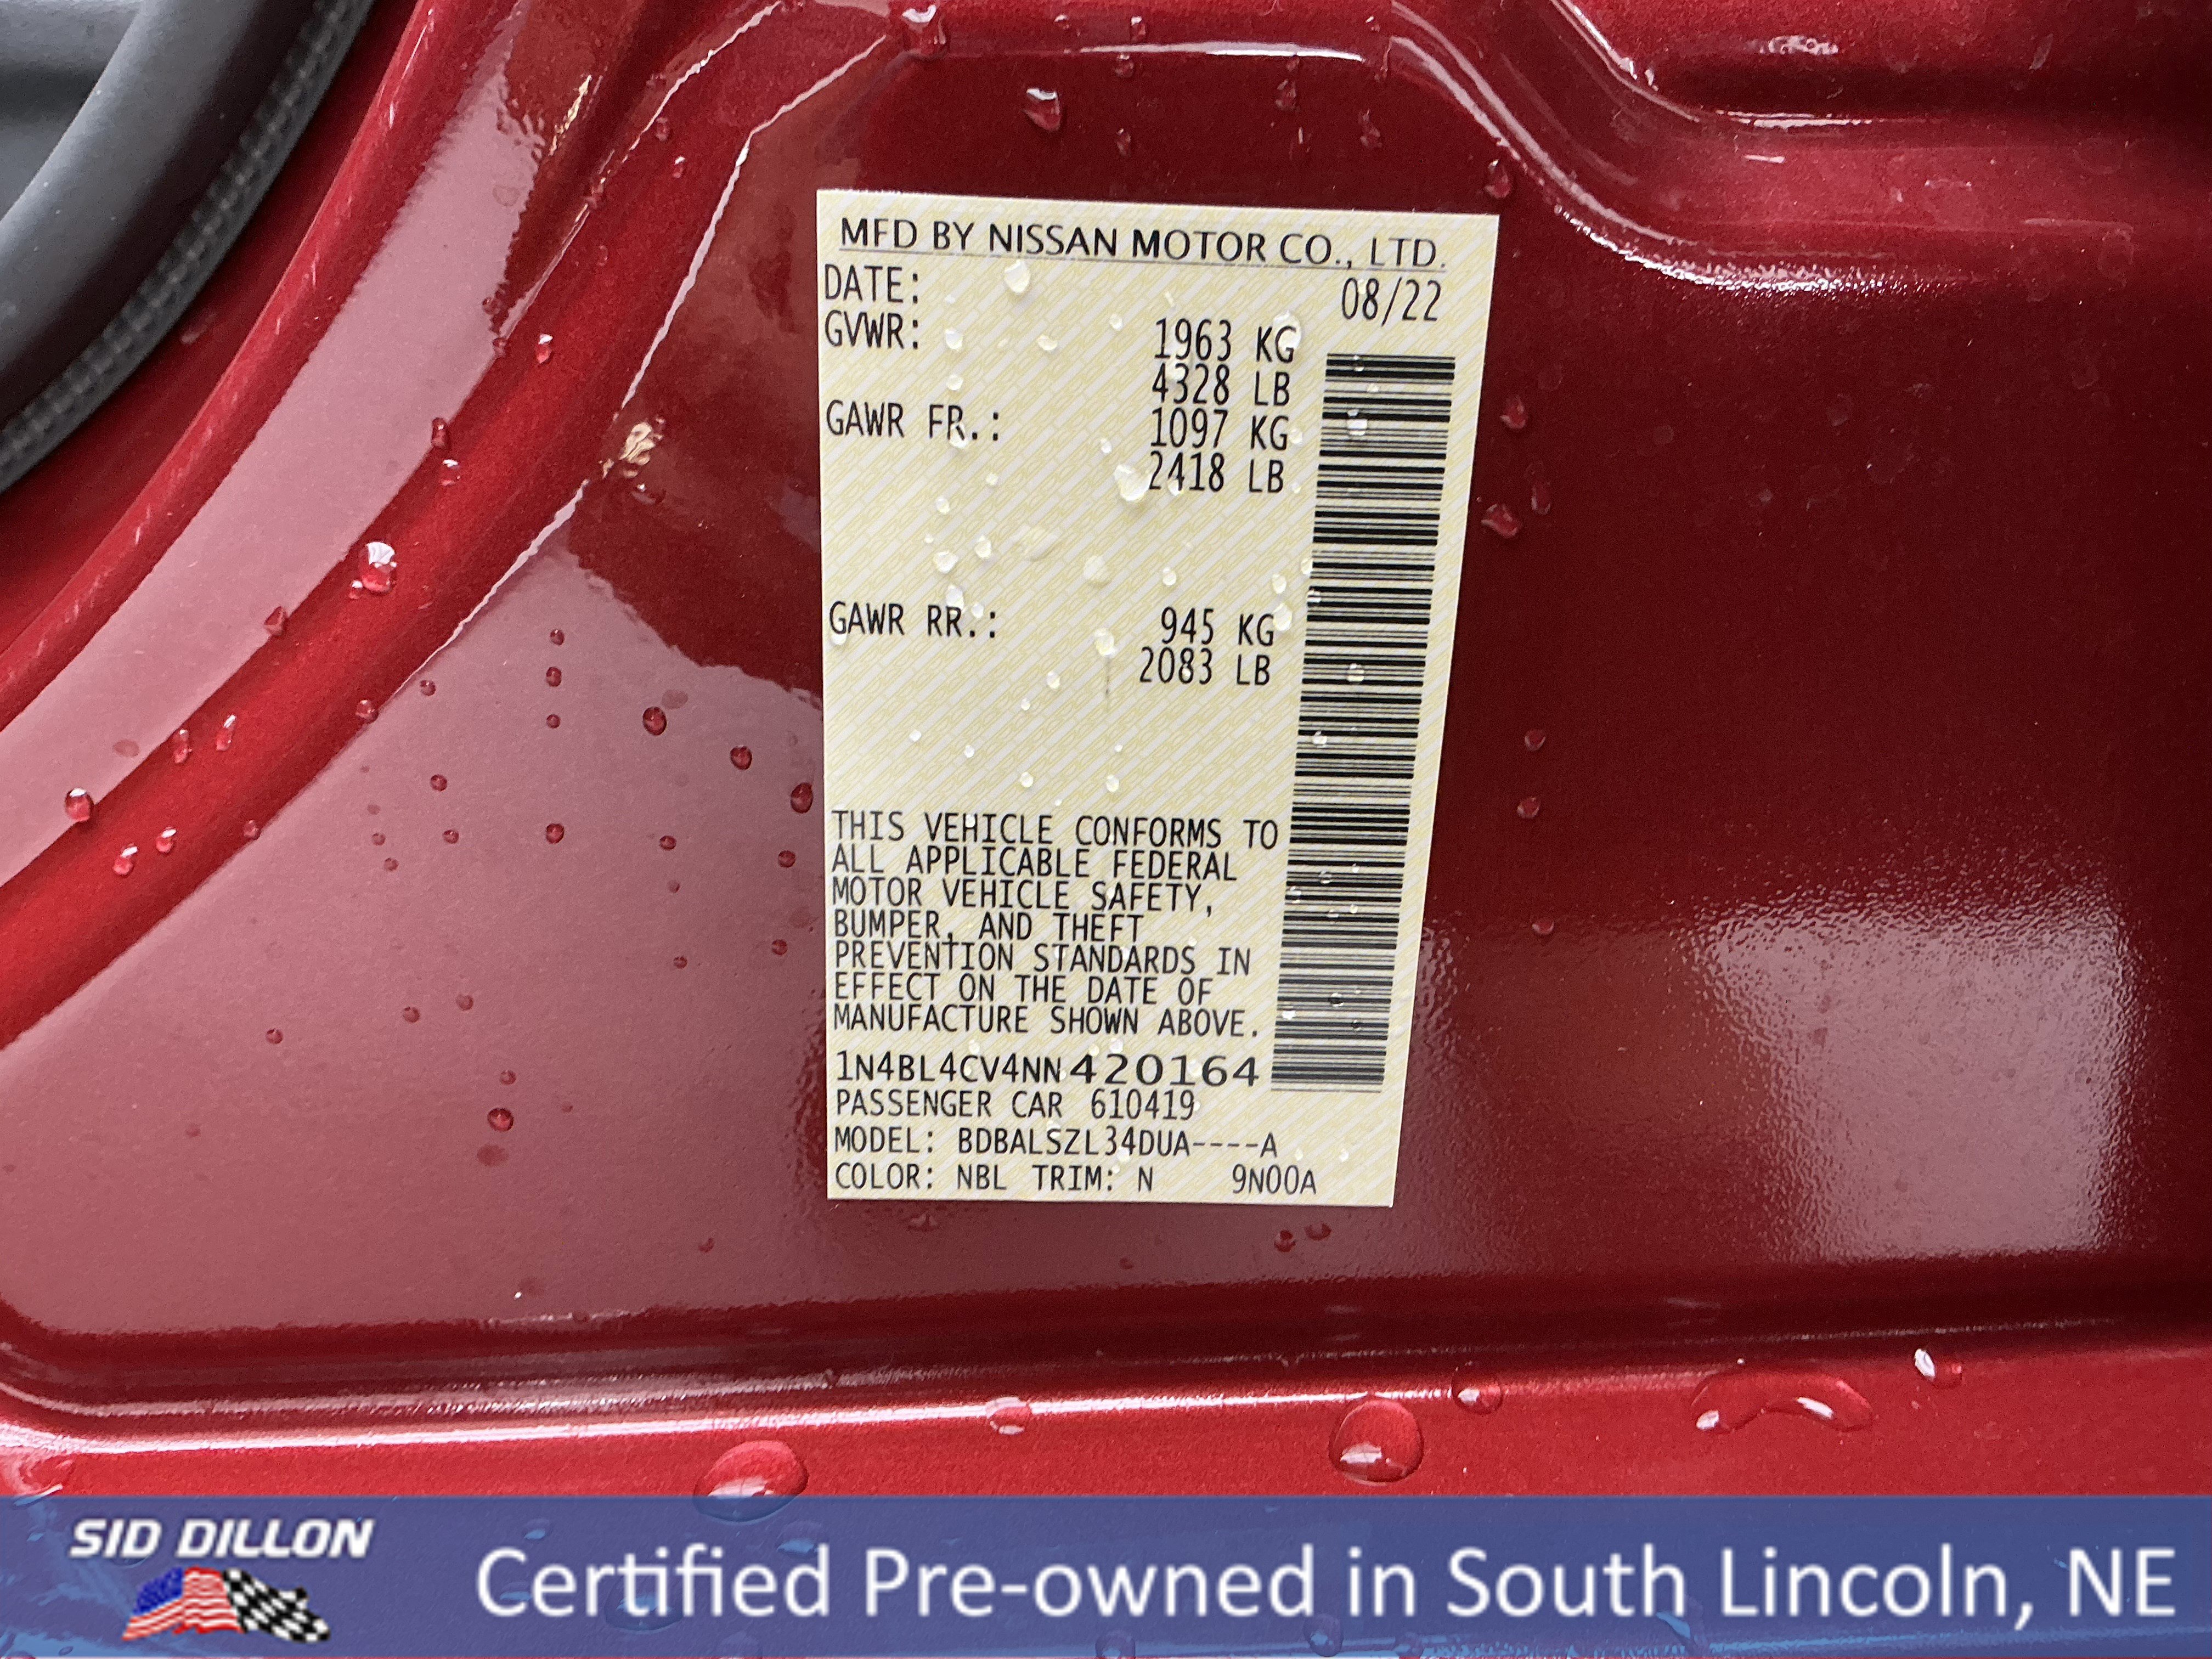 MFD BY NISSAN MOTOR CO., LTD.
DATE: 08/22
GVWR: 1963 KG
4328 LB
GAWR FR.: 1097 KG
2418 LB
GAWR RR.: 945 KG
2083 LB
THIS VEHICLE CONFORMS TO
ALL APPLICABLE FEDERAL
MOTOR VEHICLE SAFETY,
BUMPER, AND THEFT
PREVENTION STANDARDS IN
EFFECT ON THE DATE OF
MANUFACTURE SHOWN ABOVE.
1N4BL4CV4NN420164
PASSENGER CAR 610419
MODEL: BDBALSZL34DUA----A
COLOR: NBL TRIM: N 9N00A
SID DILLON
Certified Pre-owned in South Lincoln, NE